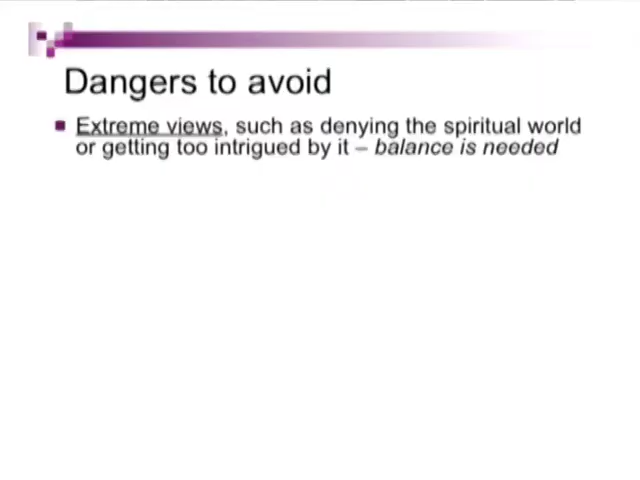 Dangers to avoid
Extreme views, such as denying the spiritual world
or getting too intrigued by it – balance is needed